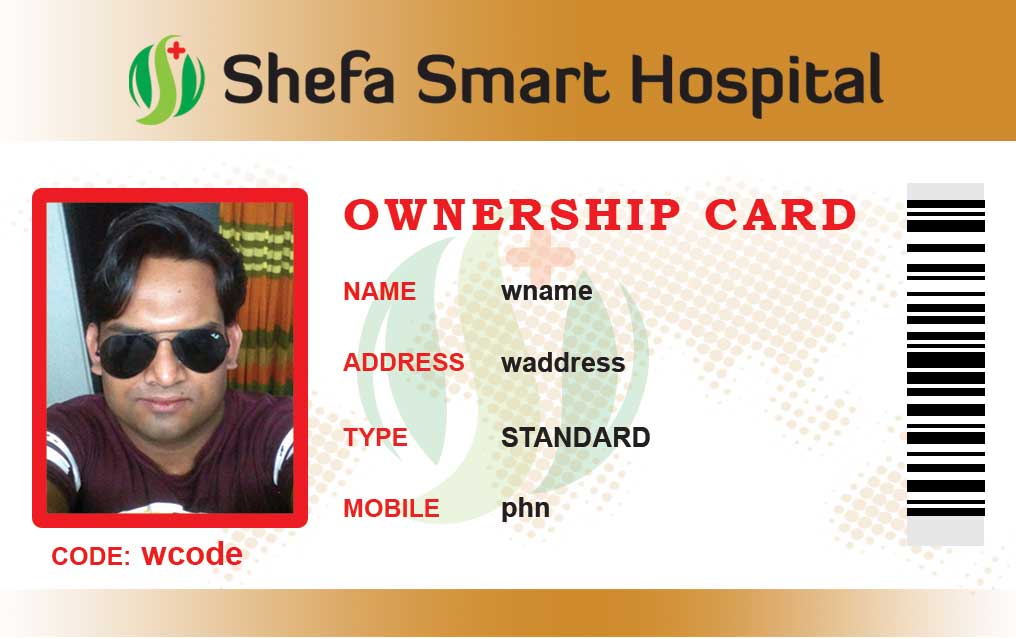 Shefa Smart Hospital
OWNERSHIP CARD
NAME wname
ADDRESS waddress
TYPE STANDARD
MOBILE phn
CODE: wcode